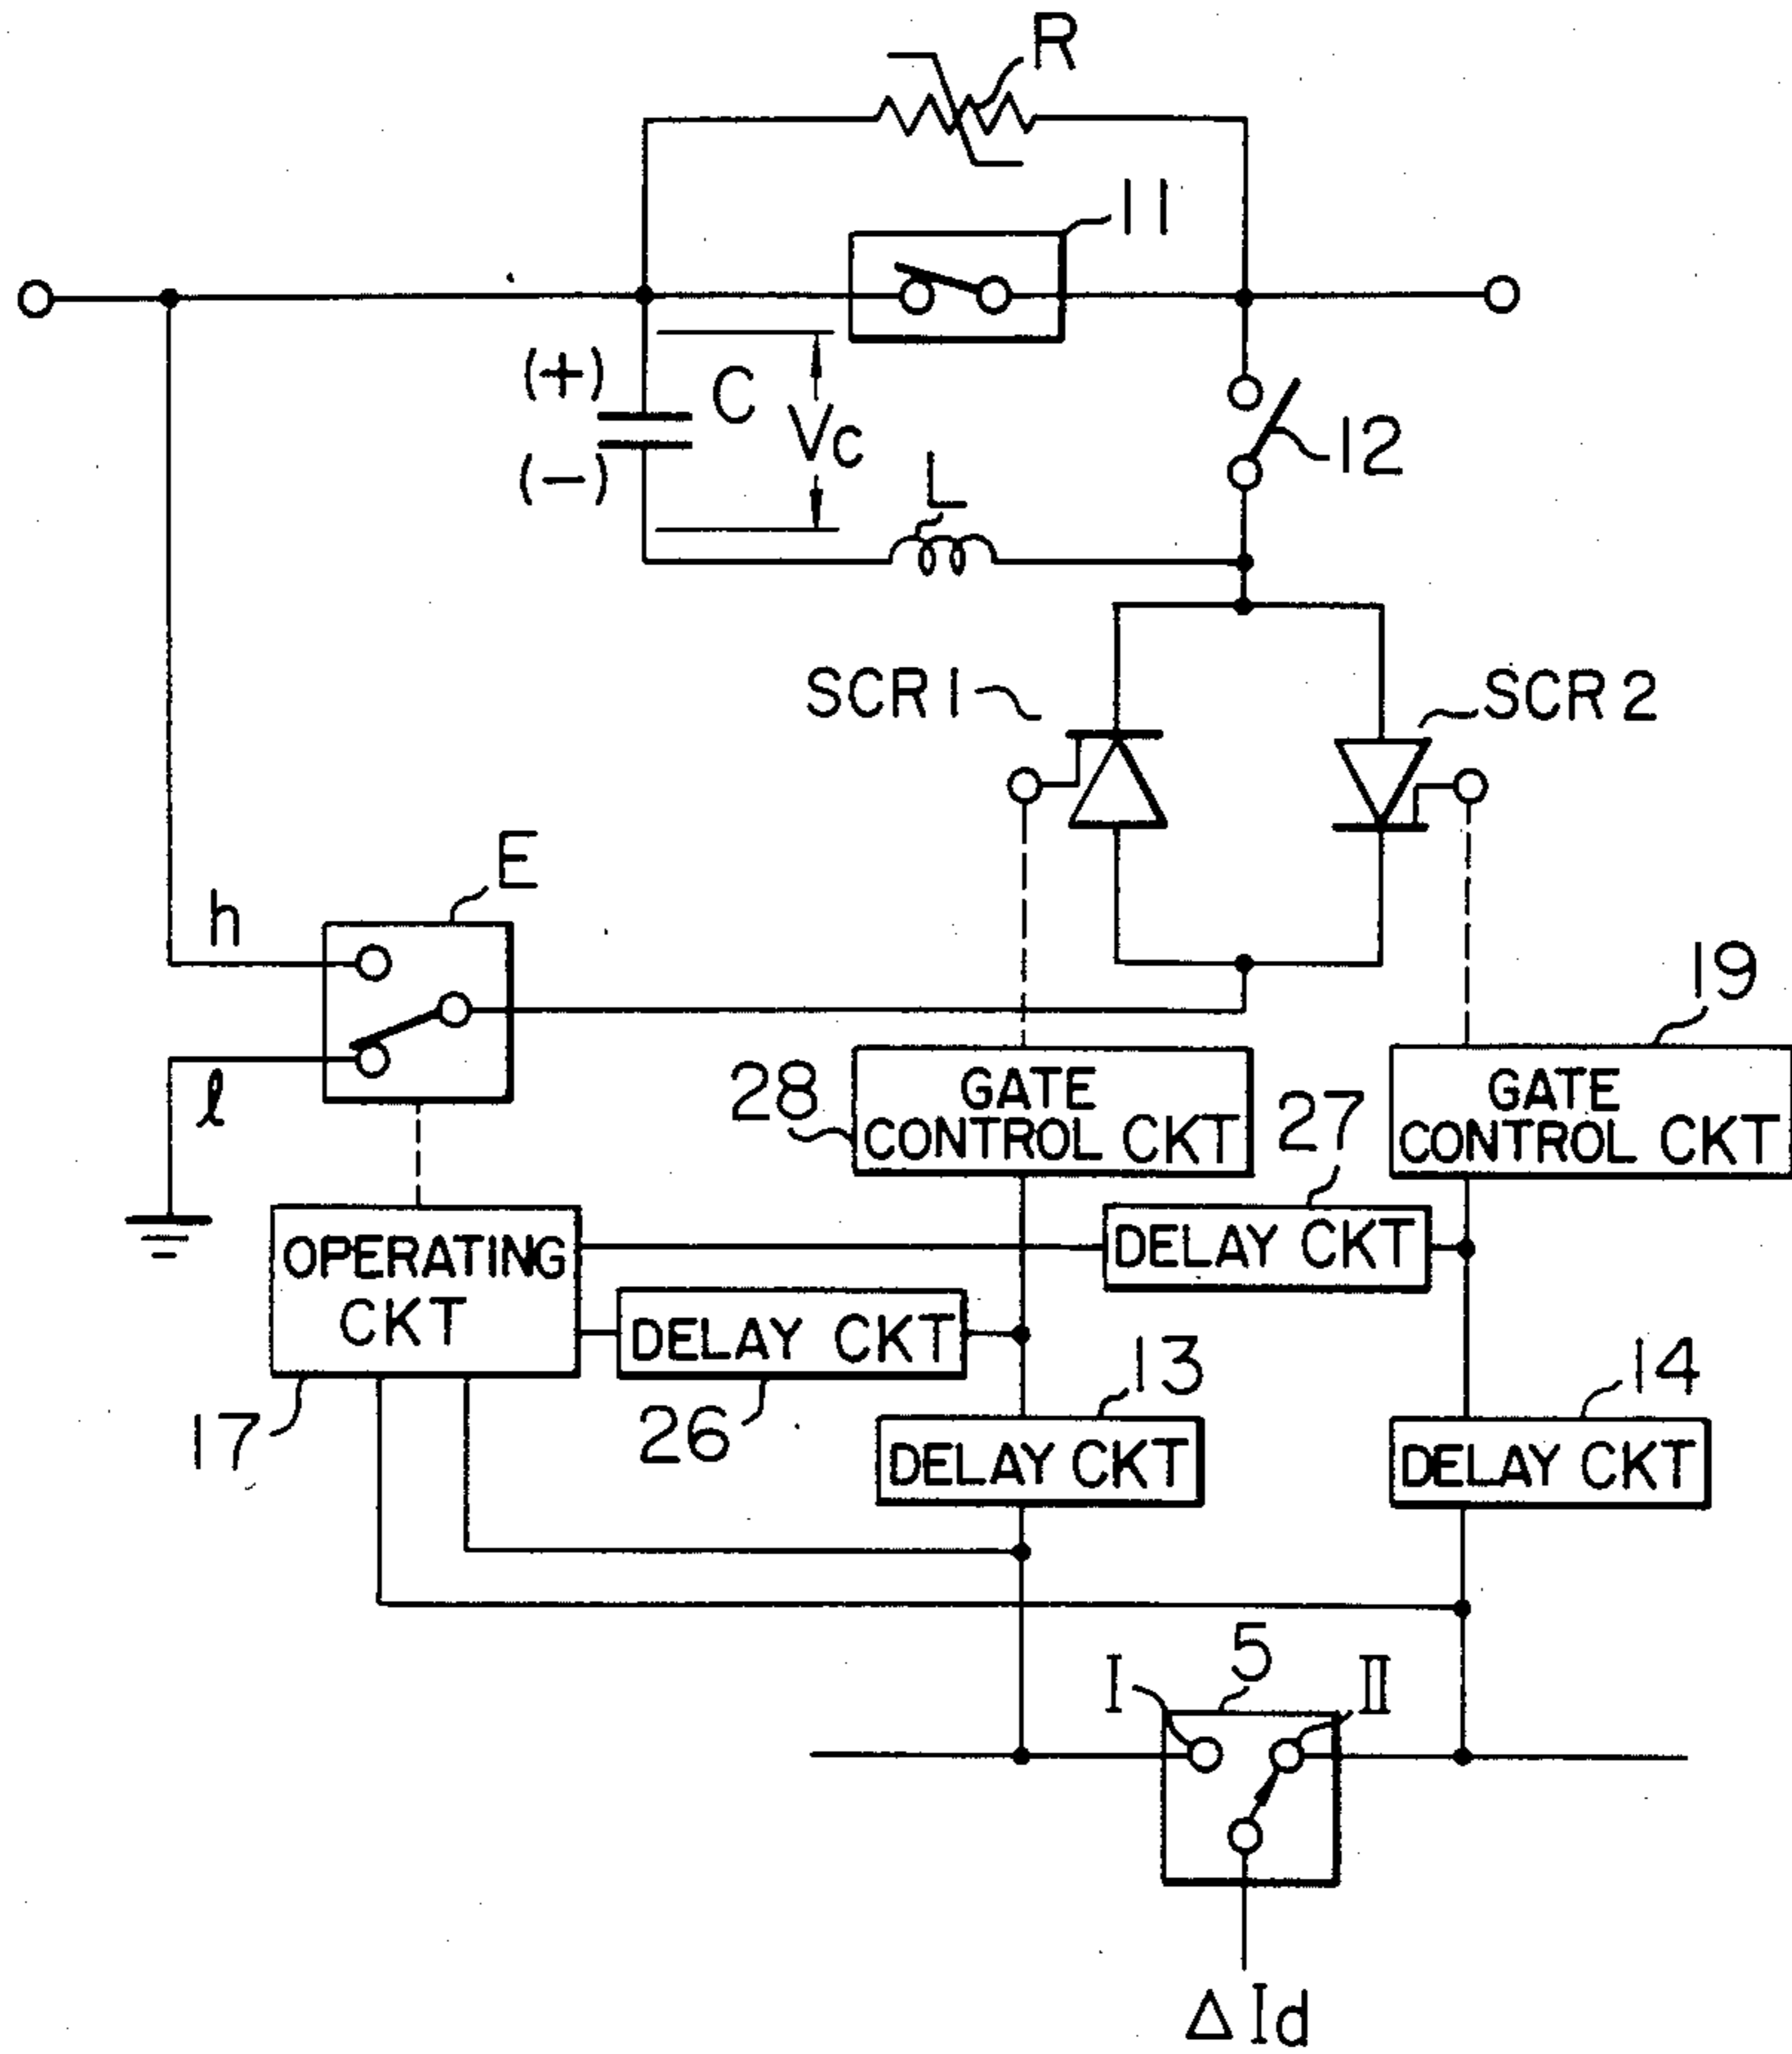 R
11
(+)
C
Vc
(-)
L
12
SCR 1
SCR 2
E
h
l
19
28
GATE
CONTROL CKT
27
GATE
CONTROL CKT
DELAY CKT
OPERATING
CKT
DELAY CKT
17
26
13
14
DELAY CKT
DELAY CKT
I
5
II
Δ Id